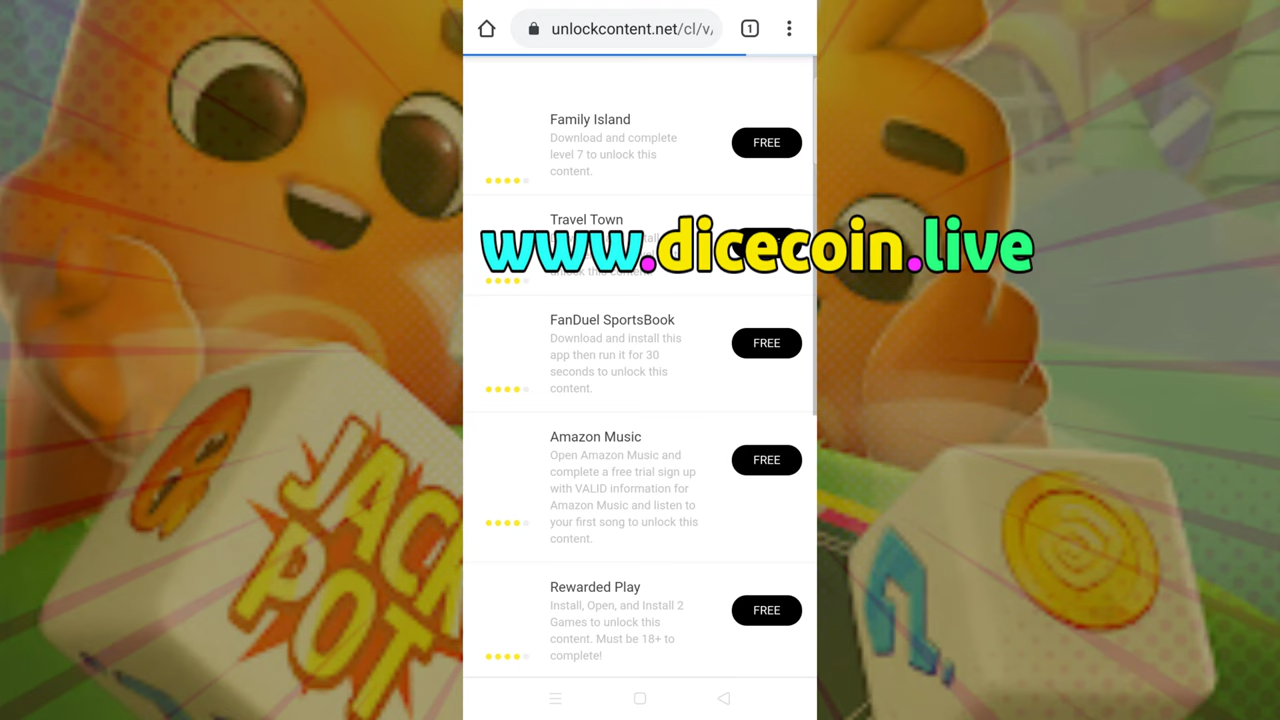 unlockcontent.net/cl/v/
1
Family Island
Download and complete
level 7 to unlock this
content.
FREE
Travel Town
www.dicecoin.live
FanDuel SportsBook
Download and install this
app then run it for 30
seconds to unlock this
content.
FREE
Amazon Music
Open Amazon Music and
complete a free trial sign up
with VALID information for
Amazon Music and listen to
your first song to unlock this
content.
FREE
Rewarded Play
Install, Open, and Install 2
Games to unlock this
content. Must be 18+ to
complete!
FREE
JACK
POT